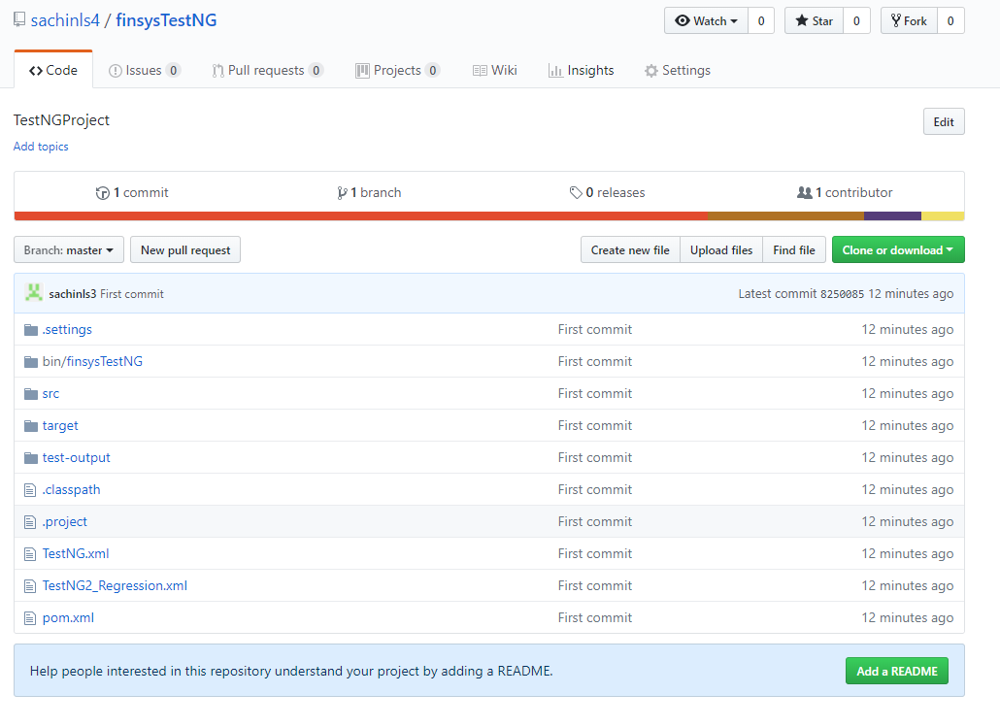 sachinls4 / finsysTestNG Watch 0 Star 0 Fork 0
Code Issues 0 Pull requests 0 Projects 0 Wiki Insights Settings
TestNGProject Edit
Add topics
1 commit 1 branch 0 releases 1 contributor
Branch: master New pull request Create new file Upload files Find file Clone or download
sachinls3 First commit Latest commit 8250085 12 minutes ago
.settings First commit 12 minutes ago
bin/finsysTestNG First commit 12 minutes ago
src First commit 12 minutes ago
target First commit 12 minutes ago
test-output First commit 12 minutes ago
.classpath First commit 12 minutes ago
.project First commit 12 minutes ago
TestNG.xml First commit 12 minutes ago
TestNG2_Regression.xml First commit 12 minutes ago
pom.xml First commit 12 minutes ago
Help people interested in this repository understand your project by adding a README. Add a README